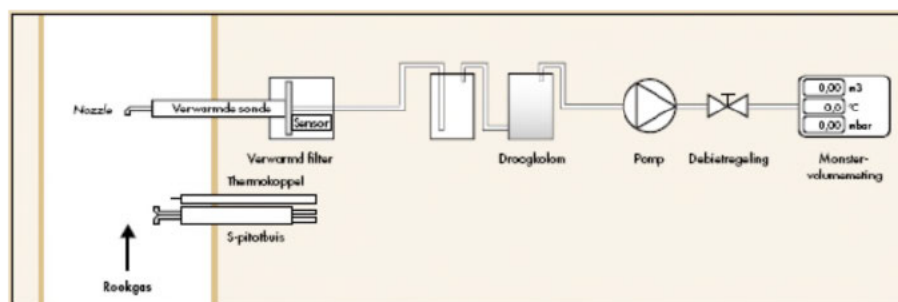 Nozzle
Verwarmde sonde
Sensor
Verwarmd filter
Thermokoppel
S-pitotbuis
Rookgas
Droogkolom
Pomp
Debietregeling
0,00 m3
0,0 °C
0,00 mbar
Monster-
volumemeting